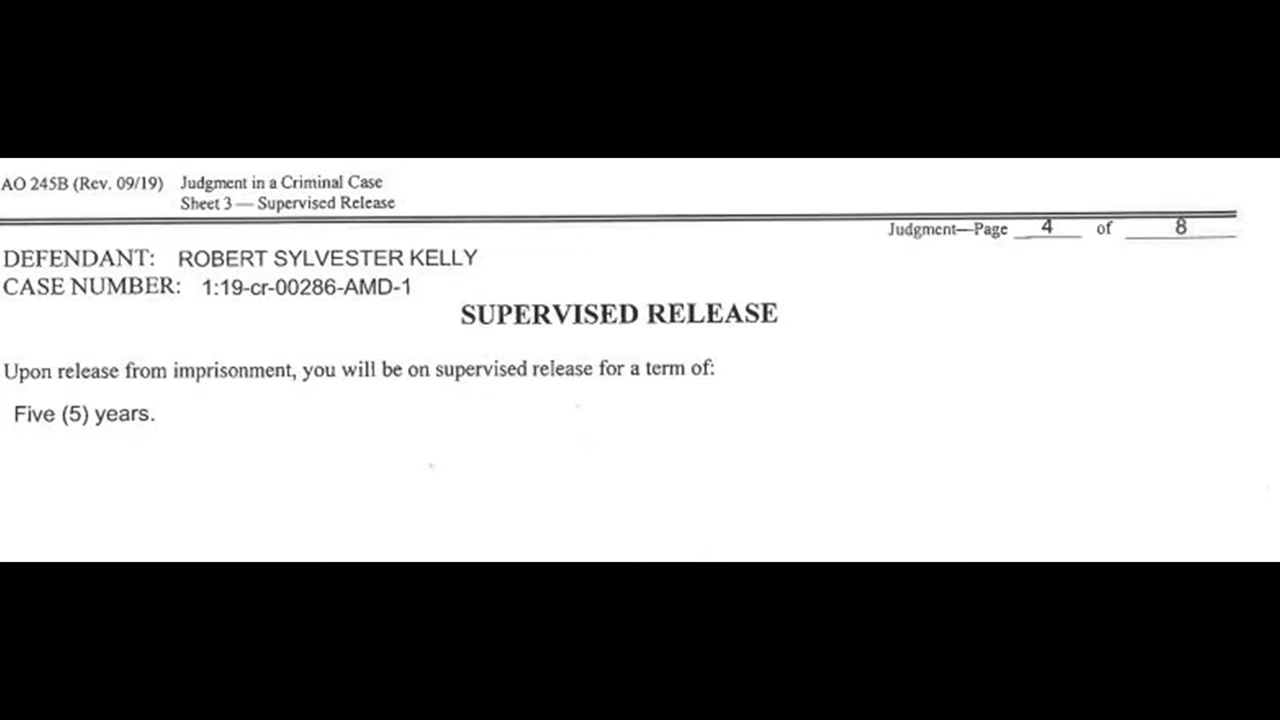 AO 245B (Rev. 09/19) Judgment in a Criminal Case
Sheet 3 — Supervised Release
Judgment—Page 4 of 8
DEFENDANT: ROBERT SYLVESTER KELLY
CASE NUMBER: 1:19-cr-00286-AMD-1
SUPERVISED RELEASE
Upon release from imprisonment, you will be on supervised release for a term of:
Five (5) years.